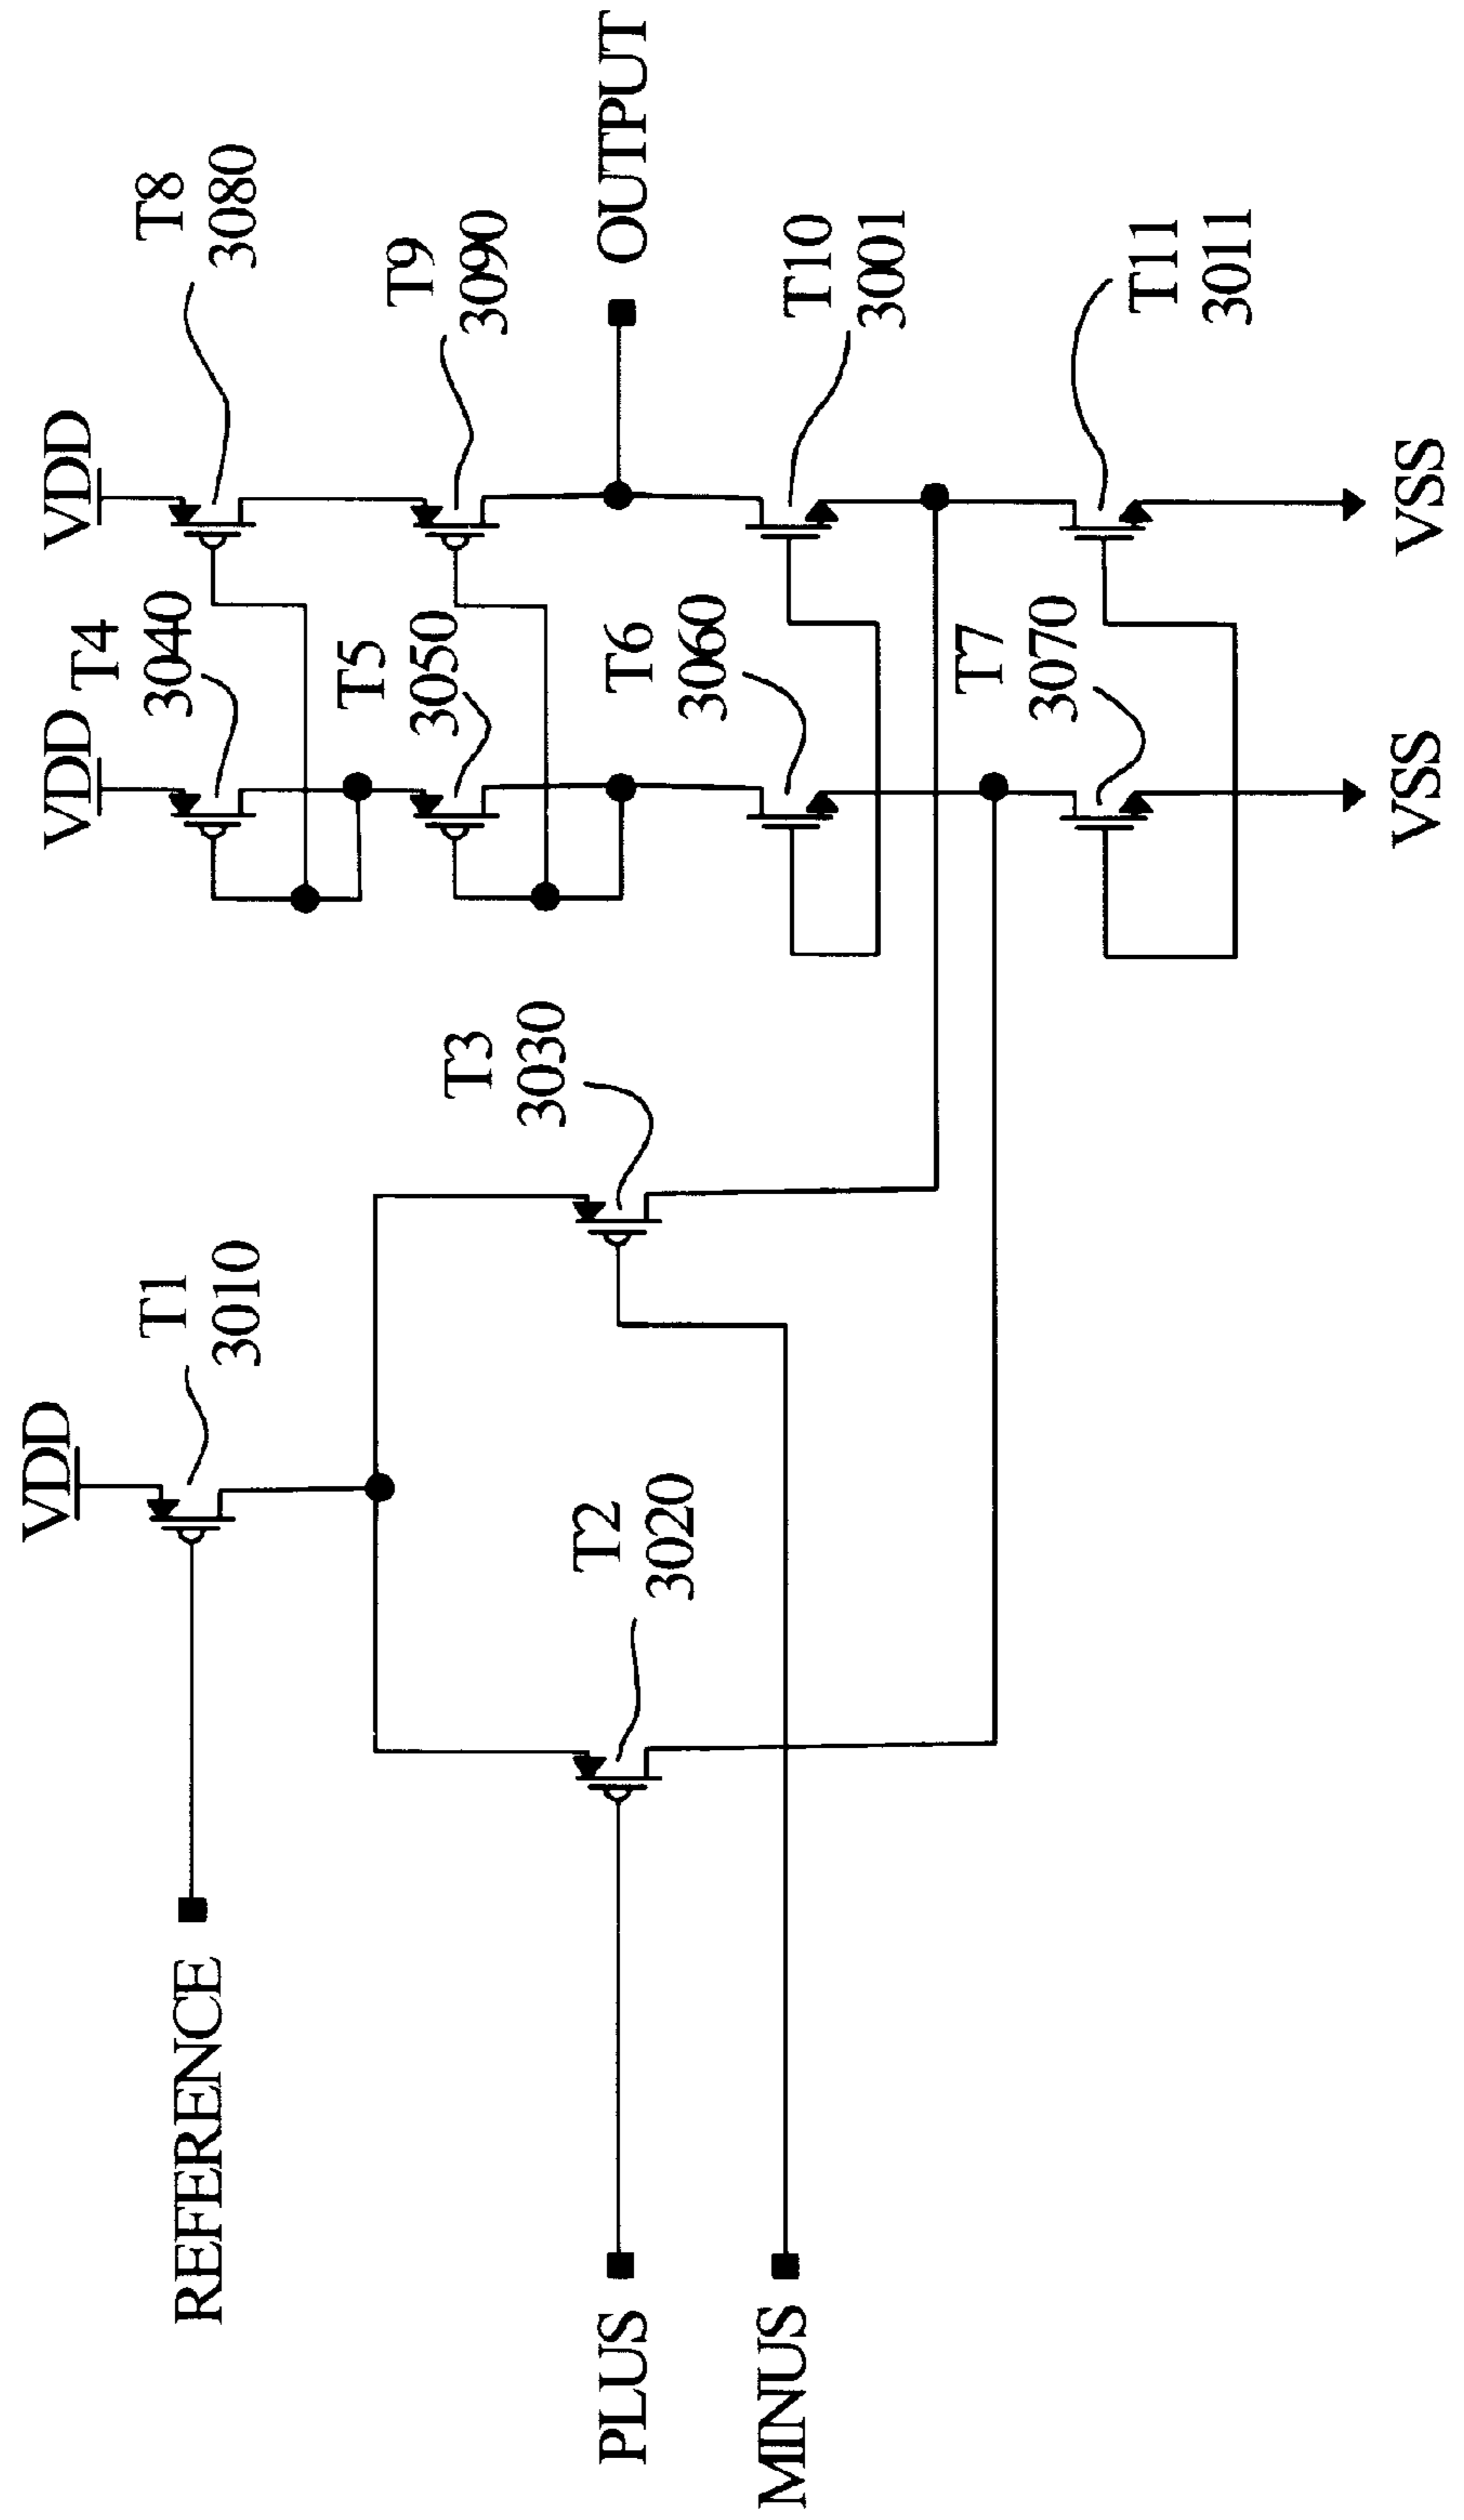 VDD
T1
3010
REFERENCE
PLUS
MINUS
T2
3020
T3
3030
VDD
T4
3040
T5
3050
T6
3060
T7
3070
VSS
VDD
T8
3080
T9
3090
OUTPUT
T10
3001
T11
3011
VSS